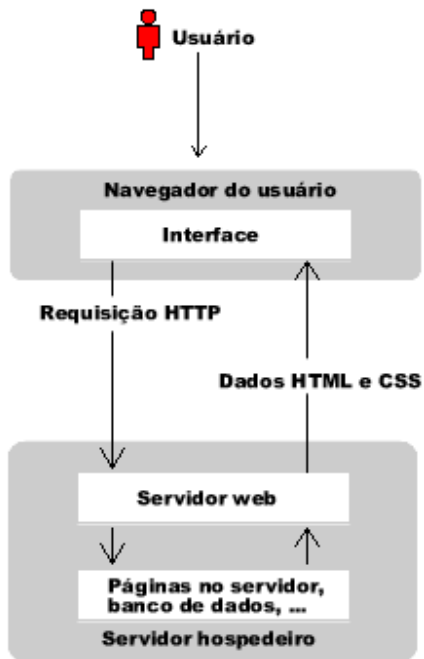 Usuário
Navegador do usuário
Interface
Requisição HTTP
Dados HTML e CSS
Servidor web
Páginas no servidor,
banco de dados, ...
Servidor hospedeiro